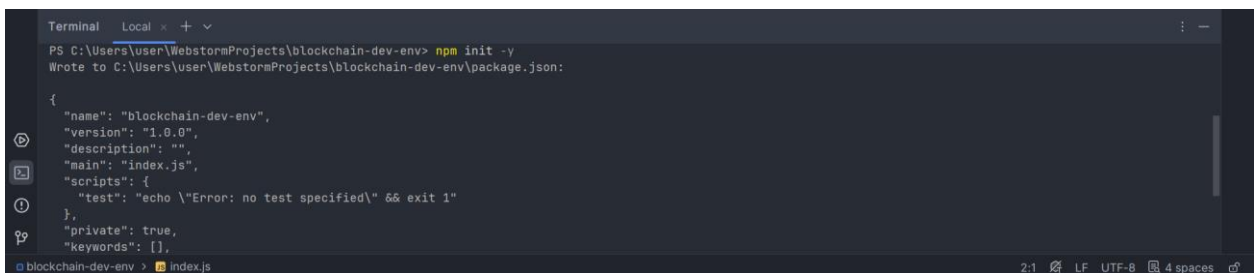 Terminal Local × + ⌄
PS C:\Users\user\WebstormProjects\blockchain-dev-env> npm init -y
Wrote to C:\Users\user\WebstormProjects\blockchain-dev-env\package.json:
{
"name": "blockchain-dev-env",
"version": "1.0.0",
"description": "",
"main": "index.js",
"scripts": {
"test": "echo \"Error: no test specified\" && exit 1"
},
"private": true,
"keywords": [],
blockchain-dev-env > JS index.js 2:1 LF UTF-8 4 spaces